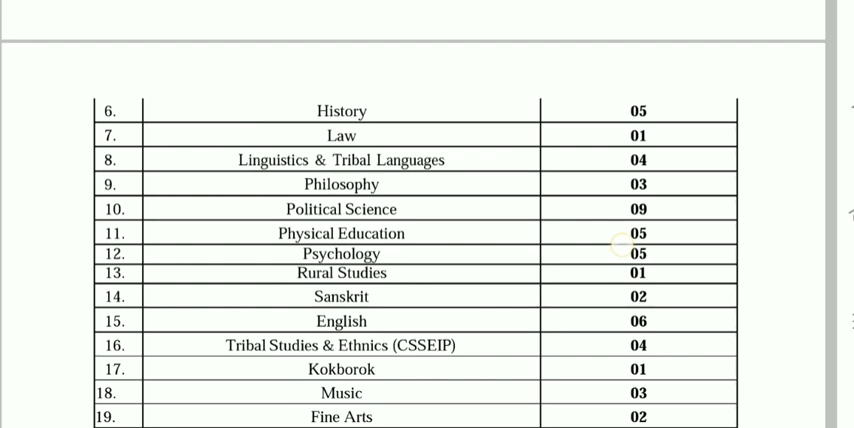 6. History 05
7. Law 01
8. Linguistics & Tribal Languages 04
9. Philosophy 03
10. Political Science 09
11. Physical Education 05
12. Psychology 05
13. Rural Studies 01
14. Sanskrit 02
15. English 06
16. Tribal Studies & Ethnics (CSSEIP) 04
17. Kokborok 01
18. Music 03
19. Fine Arts 02